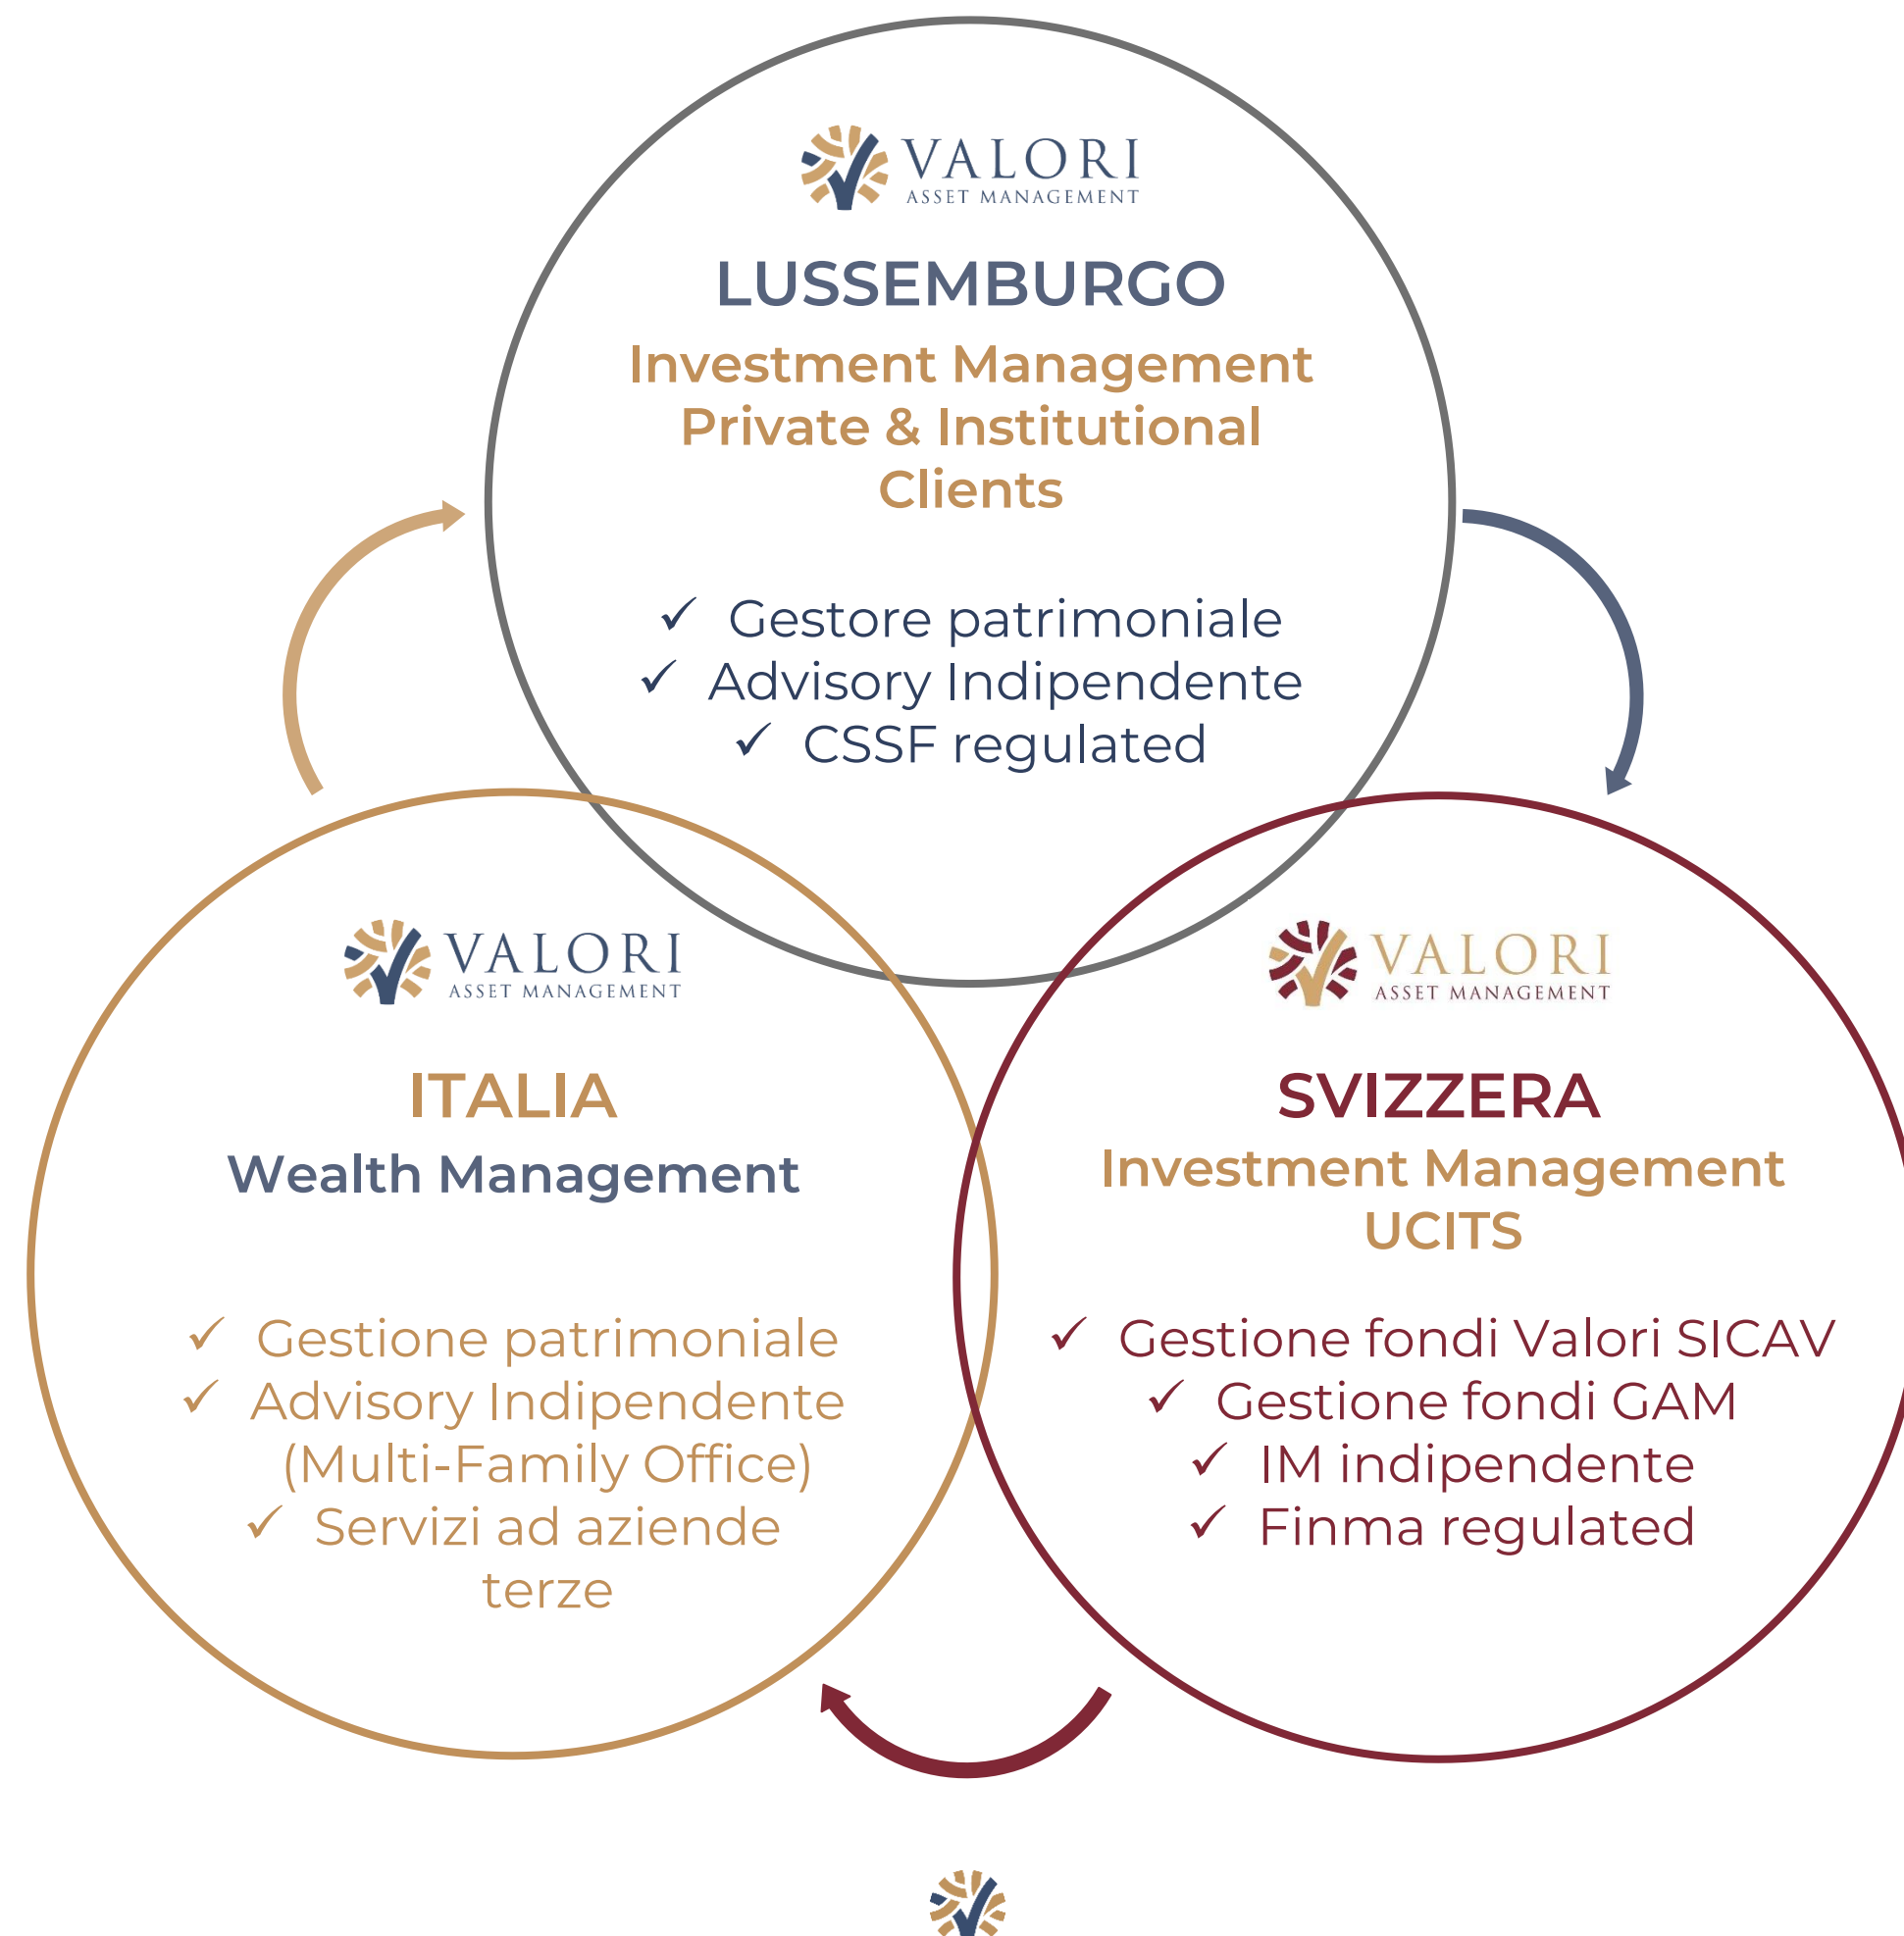 VALORI
ASSET MANAGEMENT
LUSSEMBURGO
Investment Management
Private & Institutional
Clients
✓ Gestore patrimoniale
✓ Advisory Indipendente
✓ CSSF regulated
VALORI
ASSET MANAGEMENT
ITALIA
Wealth Management
✓ Gestione patrimoniale
✓ Advisory Indipendente
(Multi-Family Office)
✓ Servizi ad aziende
terze
VALORI
ASSET MANAGEMENT
SVIZZERA
Investment Management
UCITS
✓ Gestione fondi Valori SICAV
✓ Gestione fondi GAM
✓ IM indipendente
✓ Finma regulated